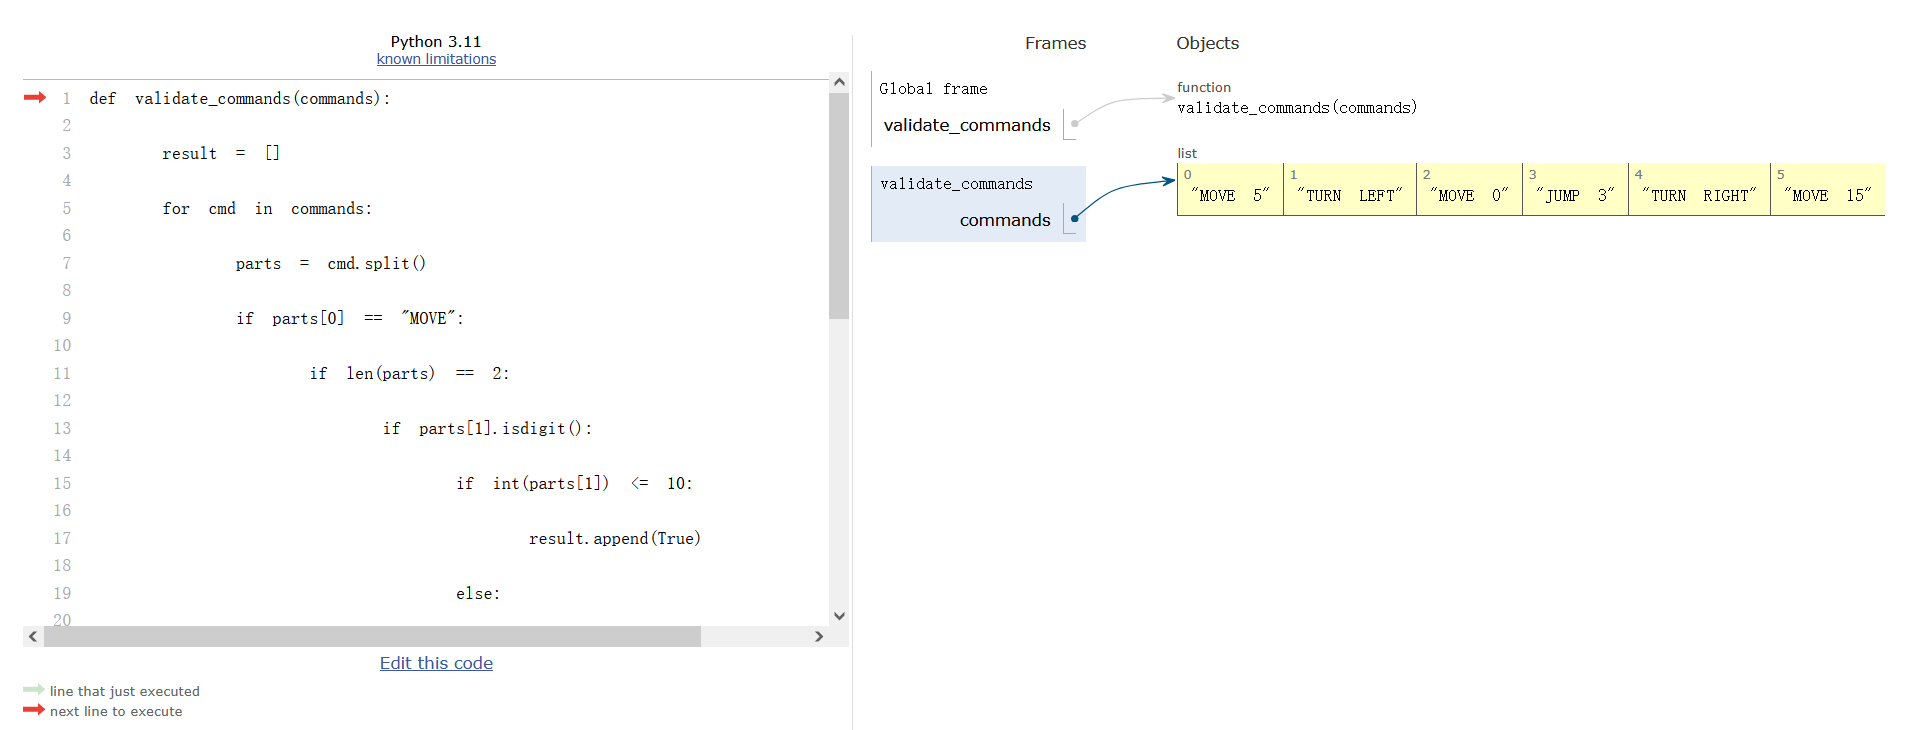 Python 3.11
known limitations
1 def validate_commands(commands):
2
3 result = []
4
5 for cmd in commands:
6
7 parts = cmd.split()
8
9 if parts[0] == "MOVE":
10
11 if len(parts) == 2:
12
13 if parts[1].isdigit():
14
15 if int(parts[1]) <= 10:
16
17 result.append(True)
18
19 else:
20
Edit this code
line that just executed
next line to execute
Frames
Objects
Global frame
validate_commands
function
validate_commands(commands)
validate_commands
commands
list
0 1 2 3 4 5
"MOVE 5" "TURN LEFT" "MOVE 0" "JUMP 3" "TURN RIGHT" "MOVE 15"